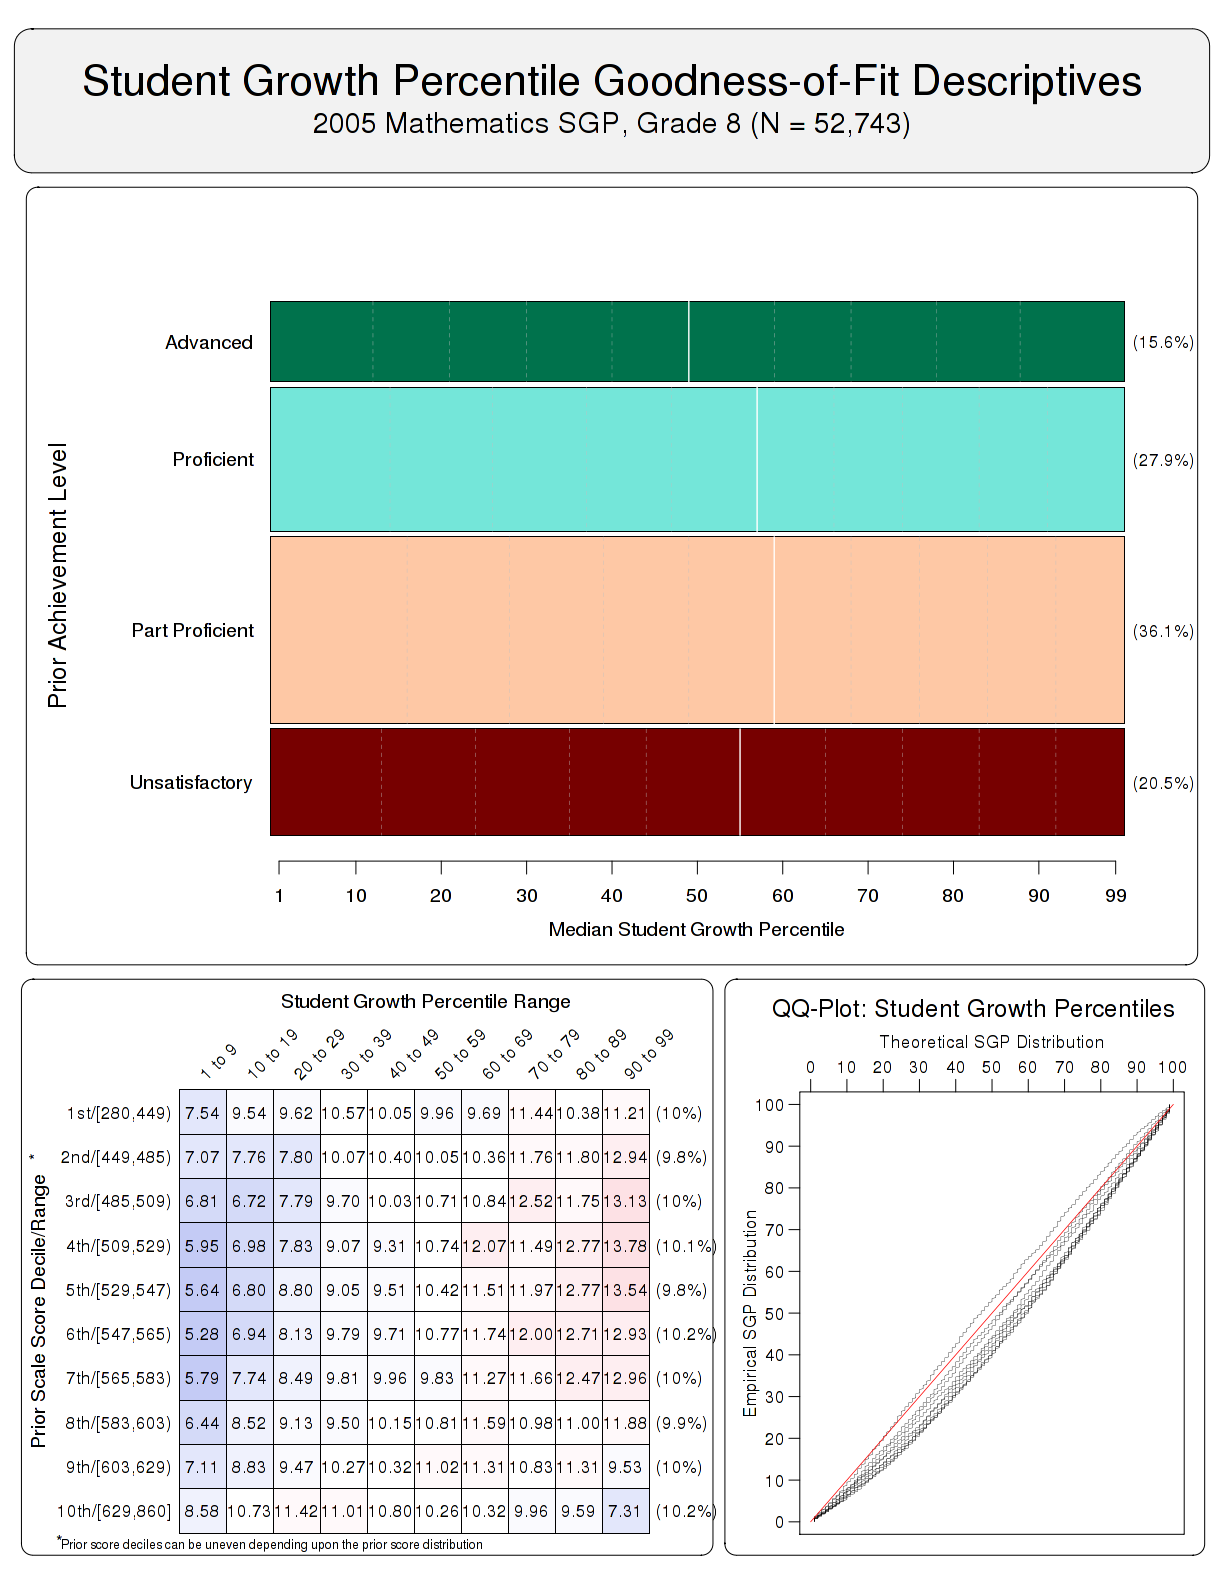 Student Growth Percentile Goodness-of-Fit Descriptives
2005 Mathematics SGP, Grade 8 (N = 52,743)
Prior Achievement Level
Advanced (15.6%)
Proficient (27.9%)
Part Proficient (36.1%)
Unsatisfactory (20.5%)
1 10 20 30 40 50 60 70 80 90 99
Median Student Growth Percentile
Student Growth Percentile Range
1 to 9 10 to 19 20 to 29 30 to 39 40 to 49 50 to 59 60 to 69 70 to 79 80 to 89 90 to 99
Prior Scale Score Decile/Range *
1st/[280,449) 7.54 9.54 9.62 10.57 10.05 9.96 9.69 11.44 10.38 11.21 (10%)
2nd/[449,485) 7.07 7.76 7.80 10.07 10.40 10.05 10.36 11.76 11.80 12.94 (9.8%)
3rd/[485,509) 6.81 6.72 7.79 9.70 10.03 10.71 10.84 12.52 11.75 13.13 (10%)
4th/[509,529) 5.95 6.98 7.83 9.07 9.31 10.74 12.07 11.49 12.77 13.78 (10.1%)
5th/[529,547) 5.64 6.80 8.80 9.05 9.51 10.42 11.51 11.97 12.77 13.54 (9.8%)
6th/[547,565) 5.28 6.94 8.13 9.79 9.71 10.77 11.74 12.00 12.71 12.93 (10.2%)
7th/[565,583) 5.79 7.74 8.49 9.81 9.96 9.83 11.27 11.66 12.47 12.96 (10%)
8th/[583,603) 6.44 8.52 9.13 9.50 10.15 10.81 11.59 10.98 11.00 11.88 (9.9%)
9th/[603,629) 7.11 8.83 9.47 10.27 10.32 11.02 11.31 10.83 11.31 9.53 (10%)
10th/[629,860] 8.58 10.73 11.42 11.01 10.80 10.26 10.32 9.96 9.59 7.31 (10.2%)
*Prior score deciles can be uneven depending upon the prior score distribution
QQ-Plot: Student Growth Percentiles
Theoretical SGP Distribution
0 10 20 30 40 50 60 70 80 90 100
Empirical SGP Distribution
100
90
80
70
60
50
40
30
20
10
0